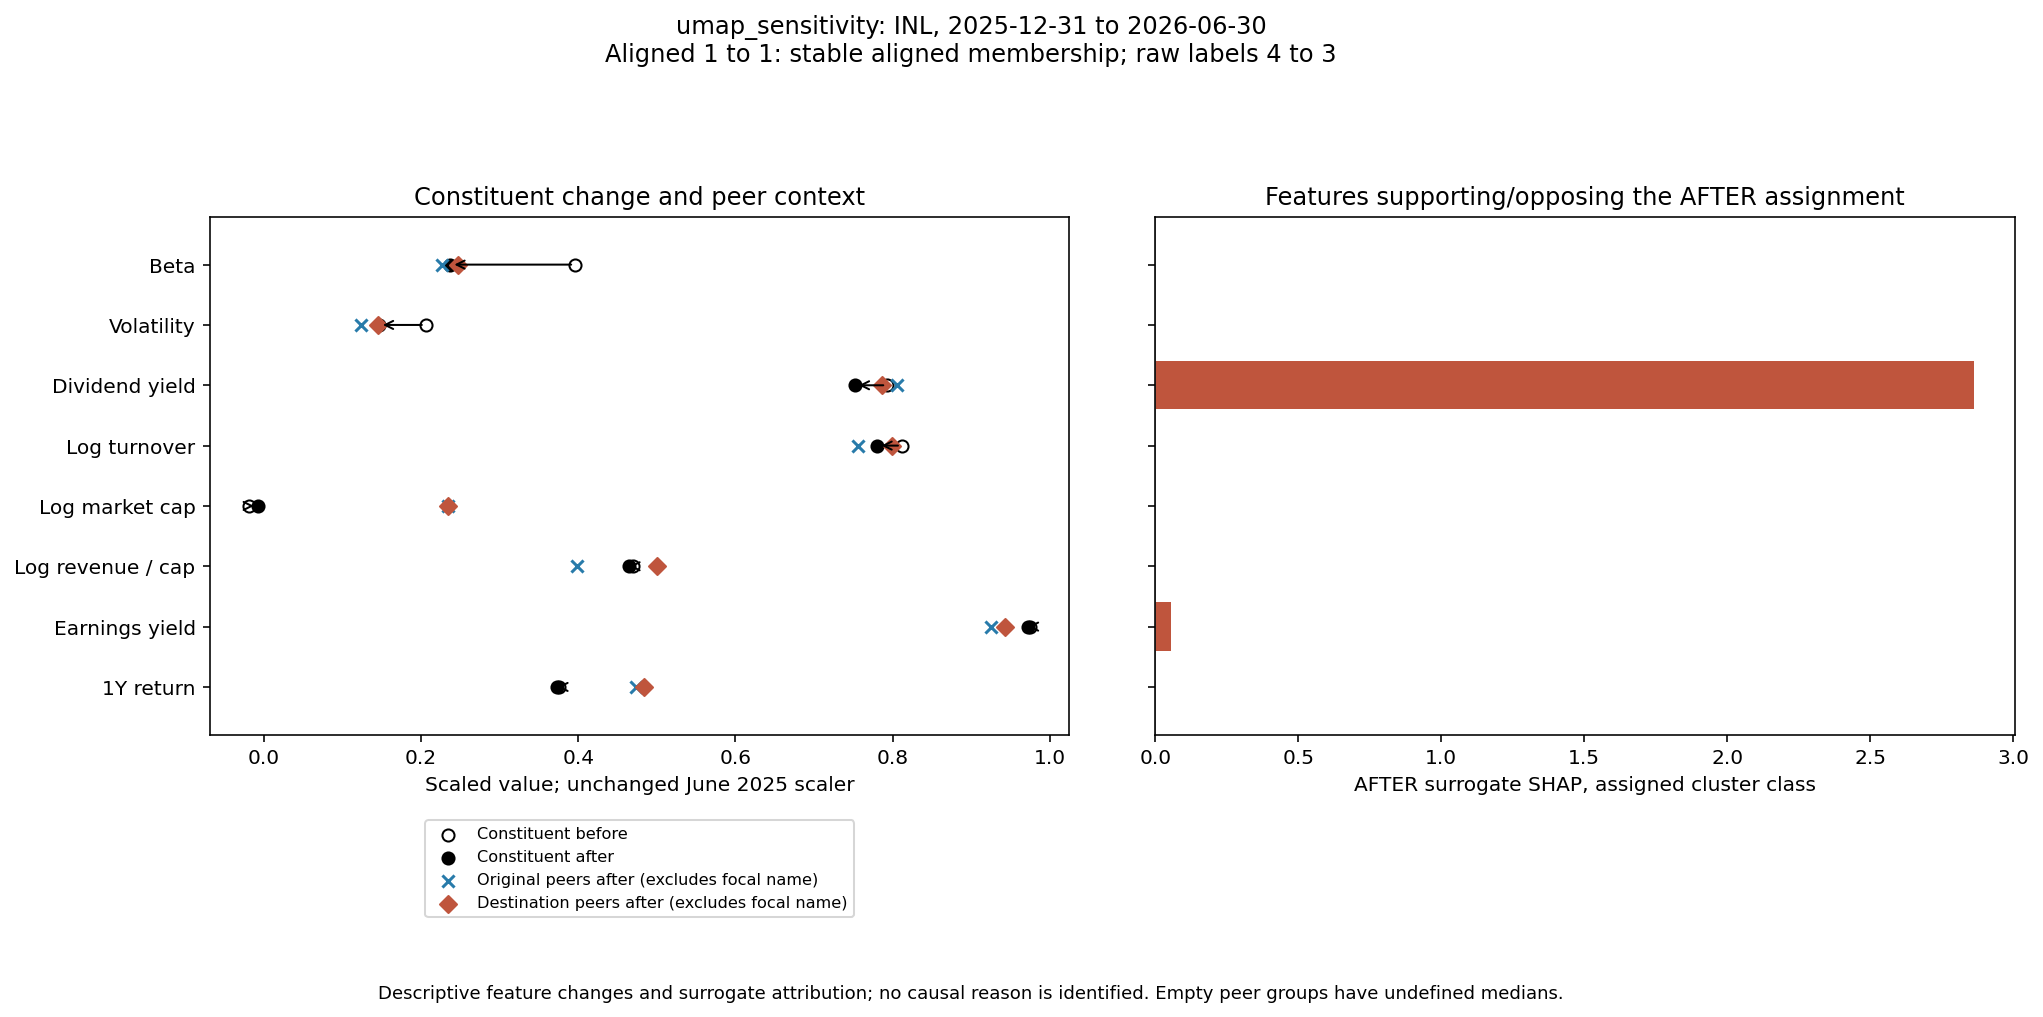 umap_sensitivity: INL, 2025-12-31 to 2026-06-30
Aligned 1 to 1: stable aligned membership; raw labels 4 to 3
Constituent change and peer context
Beta
Volatility
Dividend yield
Log turnover
Log market cap
Log revenue / cap
Earnings yield
1Y return
0.0 0.2 0.4 0.6 0.8 1.0
Scaled value; unchanged June 2025 scaler
Constituent before
Constituent after
Original peers after (excludes focal name)
Destination peers after (excludes focal name)
Features supporting/opposing the AFTER assignment
0.0 0.5 1.0 1.5 2.0 2.5 3.0
AFTER surrogate SHAP, assigned cluster class
Descriptive feature changes and surrogate attribution; no causal reason is identified. Empty peer groups have undefined medians.